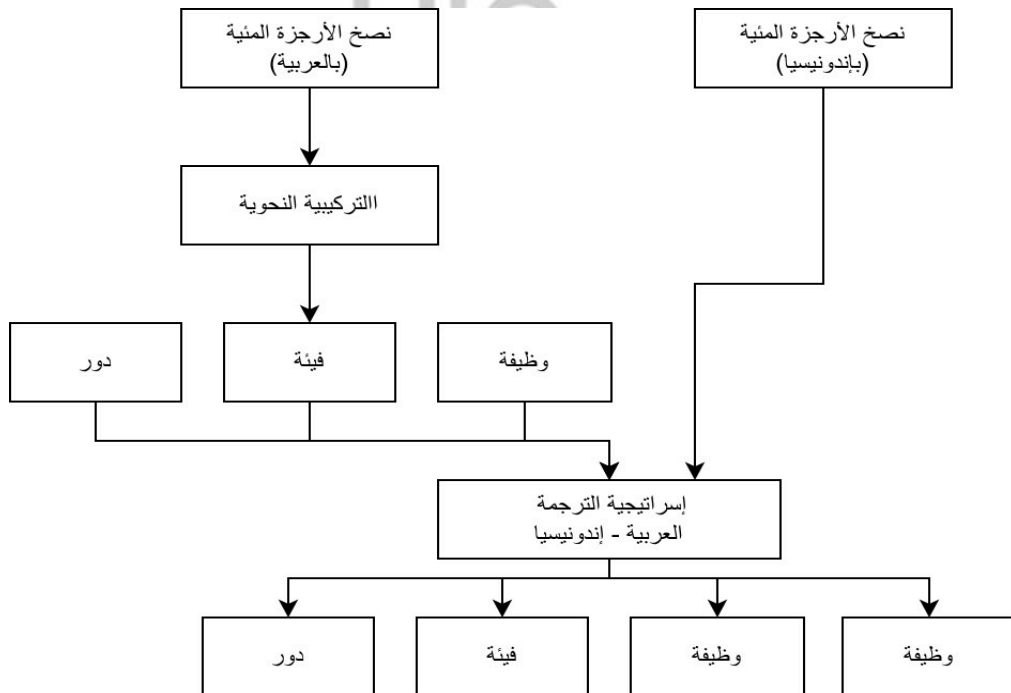 نصخ الأرجزة المئية
(بإندونيسيا)
نصخ الأرجزة المئية
(بالعربية)
االتركيبية النحوية
وظيفة
فيئة
دور
إسراتيجية الترجمة
العربية - إندونيسيا
وظيفة
وظيفة
فيئة
دور